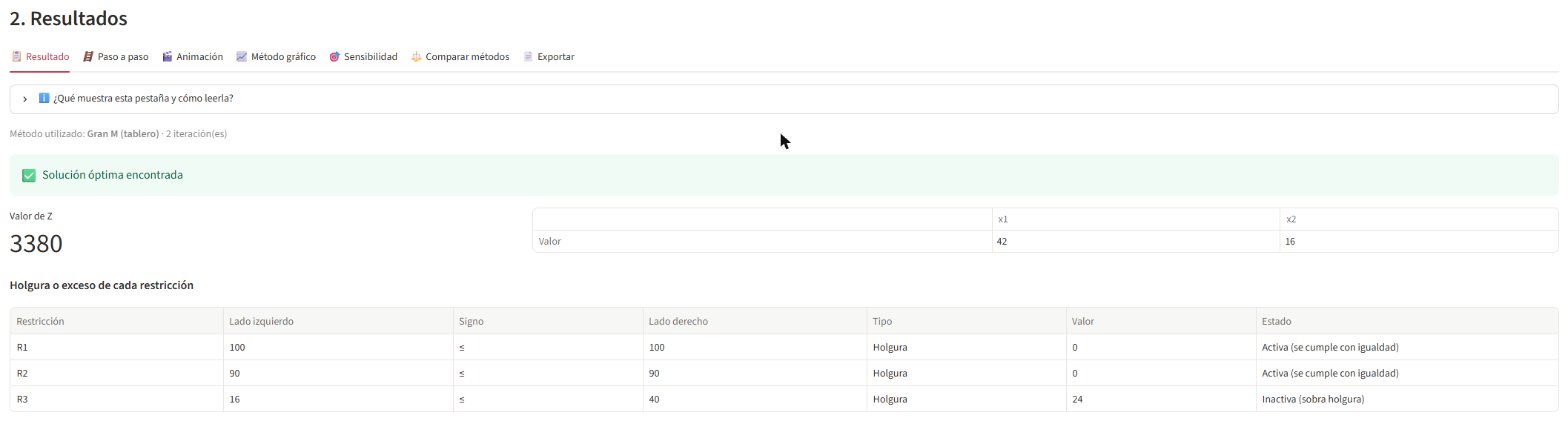 2. Resultados
Resultado Paso a paso Animación Método gráfico Sensibilidad Comparar métodos Exportar
¿Qué muestra esta pestaña y cómo leerla?
Método utilizado: Gran M (tablero) · 2 iteración(es)
Solución óptima encontrada
Valor de Z
3380
x1 x2
Valor 42 16
Holgura o exceso de cada restricción
Restricción Lado izquierdo Signo Lado derecho Tipo Valor Estado
R1 100 ≤ 100 Holgura 0 Activa (se cumple con igualdad)
R2 90 ≤ 90 Holgura 0 Activa (se cumple con igualdad)
R3 16 ≤ 40 Holgura 24 Inactiva (sobra holgura)